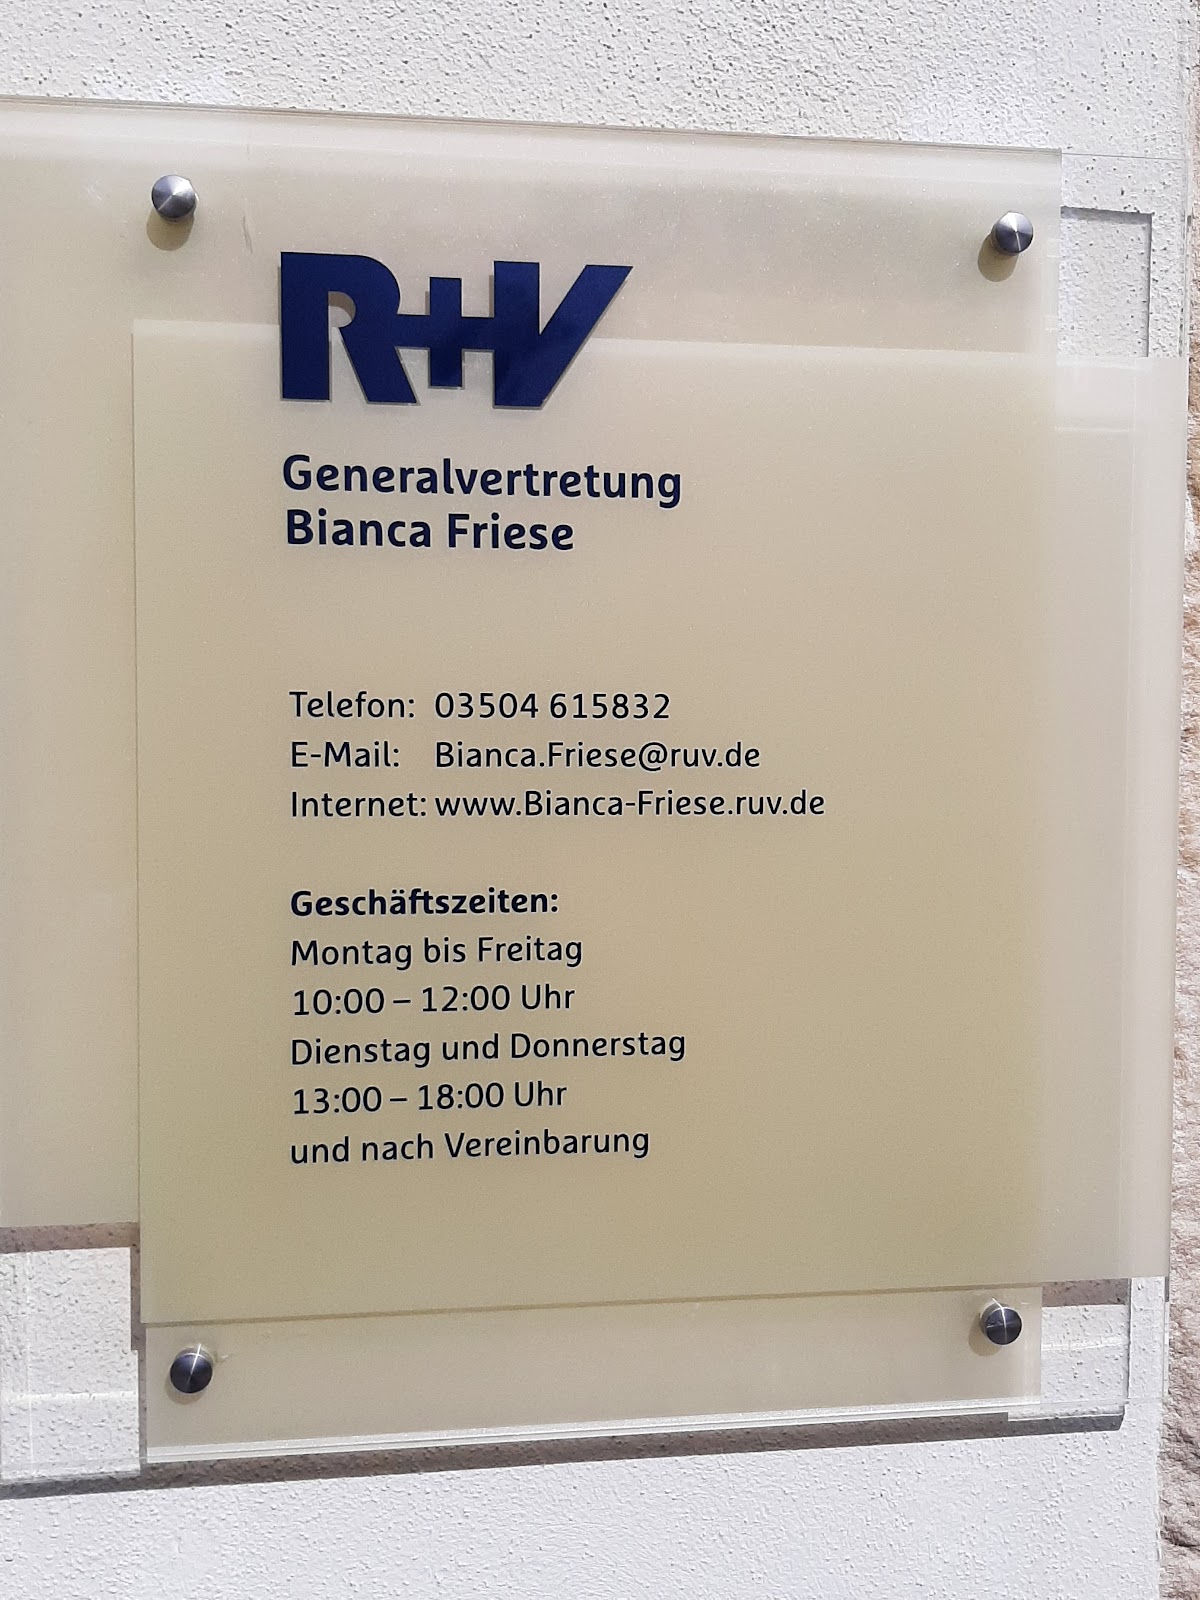 R+V
Generalvertretung
Bianca Friese
Telefon: 03504 615832
E-Mail: Bianca.Friese@ruv.de
Internet: www.Bianca-Friese.ruv.de
Geschäftszeiten:
Montag bis Freitag
10:00 – 12:00 Uhr
Dienstag und Donnerstag
13:00 – 18:00 Uhr
und nach Vereinbarung